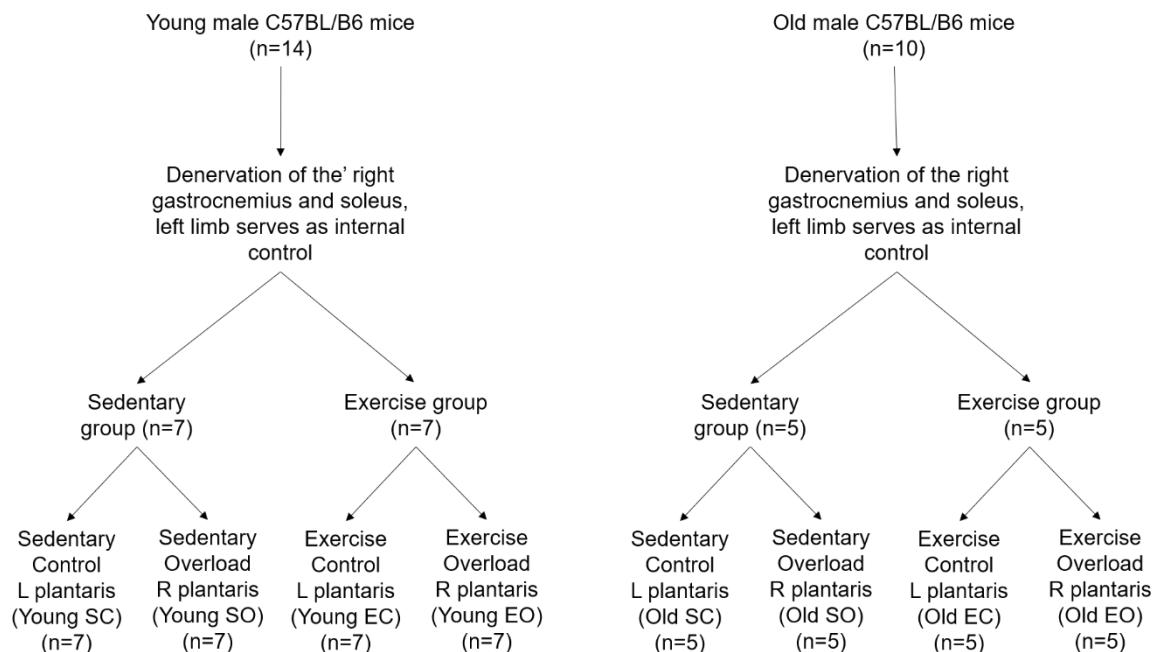 Young male C57BL/B6 mice
(n=14)
Denervation of the' right
gastrocnemius and soleus,
left limb serves as internal
control
Sedentary
group (n=7)
Exercise group
(n=7)
Sedentary
Control
L plantaris
(Young SC)
(n=7)
Sedentary
Overload
R plantaris
(Young SO)
(n=7)
Exercise
Control
L plantaris
(Young EC)
(n=7)
Exercise
Overload
R plantaris
(Young EO)
(n=7)
Old male C57BL/B6 mice
(n=10)
Denervation of the right
gastrocnemius and soleus,
left limb serves as internal
control
Sedentary
group (n=5)
Exercise group
(n=5)
Sedentary
Control
L plantaris
(Old SC)
(n=5)
Sedentary
Overload
R plantaris
(Old SO)
(n=5)
Exercise
Control
L plantaris
(Old EC)
(n=5)
Exercise
Overload
R plantaris
(Old EO)
(n=5)